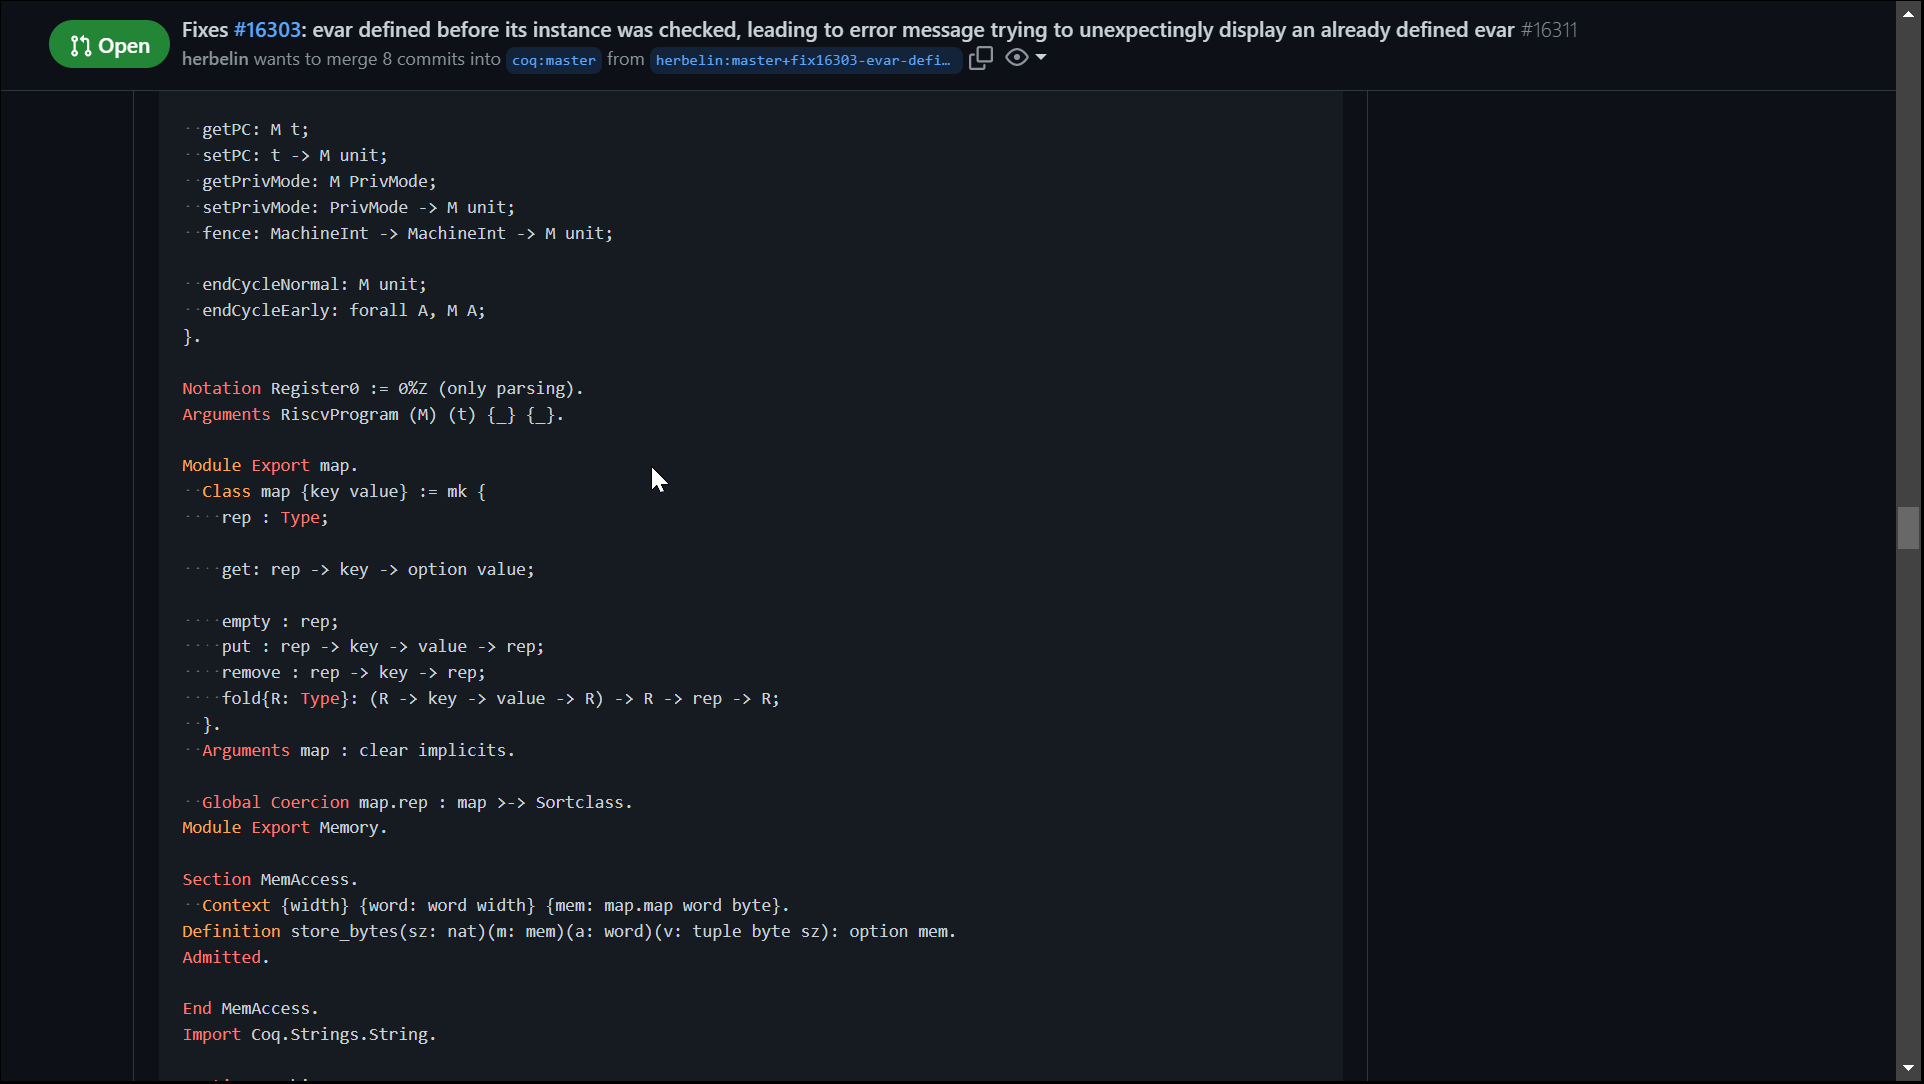 Open
Fixes #16303: evar defined before its instance was checked, leading to error message trying to unexpectingly display an already defined evar #16311
herbelin wants to merge 8 commits into coq:master from herbelin:master+fix16303-evar-defi…
··getPC: M t;
··setPC: t -> M unit;
··getPrivMode: M PrivMode;
··setPrivMode: PrivMode -> M unit;
··fence: MachineInt -> MachineInt -> M unit;
··endCycleNormal: M unit;
··endCycleEarly: forall A, M A;
}.
Notation Register0 := 0%Z (only parsing).
Arguments RiscvProgram (M) (t) {_} {_}.
Module Export map.
··Class map {key value} := mk {
····rep : Type;
····get: rep -> key -> option value;
····empty : rep;
····put : rep -> key -> value -> rep;
····remove : rep -> key -> rep;
····fold{R: Type}: (R -> key -> value -> R) -> R -> rep -> R;
··}.
··Arguments map : clear implicits.
··Global Coercion map.rep : map >-> Sortclass.
Module Export Memory.
Section MemAccess.
··Context {width} {word: word width} {mem: map.map word byte}.
Definition store_bytes(sz: nat)(m: mem)(a: word)(v: tuple byte sz): option mem.
Admitted.
End MemAccess.
Import Coq.Strings.String.